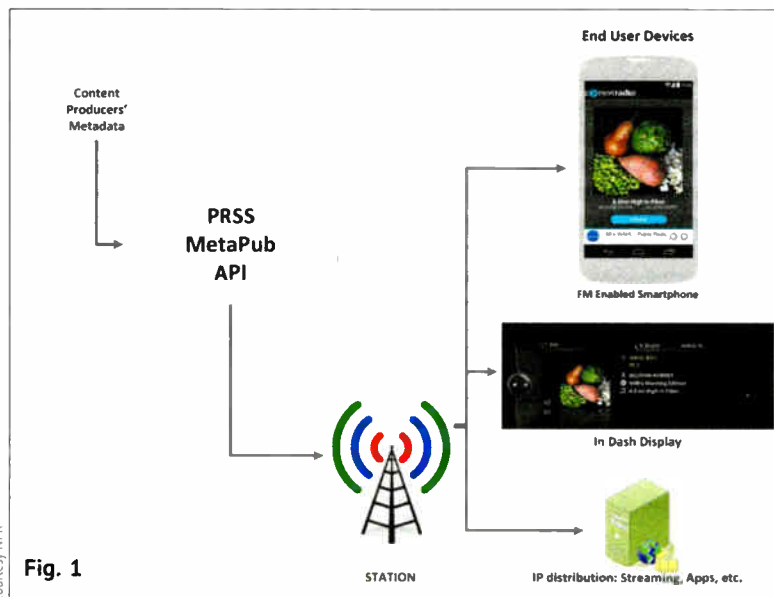 End User Devices
Content
Producers'
Metadata
PRSS
MetaPub
API
FM Enabled Smartphone
In Dash Display
STATION
IP distribution: Streaming, Apps, etc.
Fig. 1